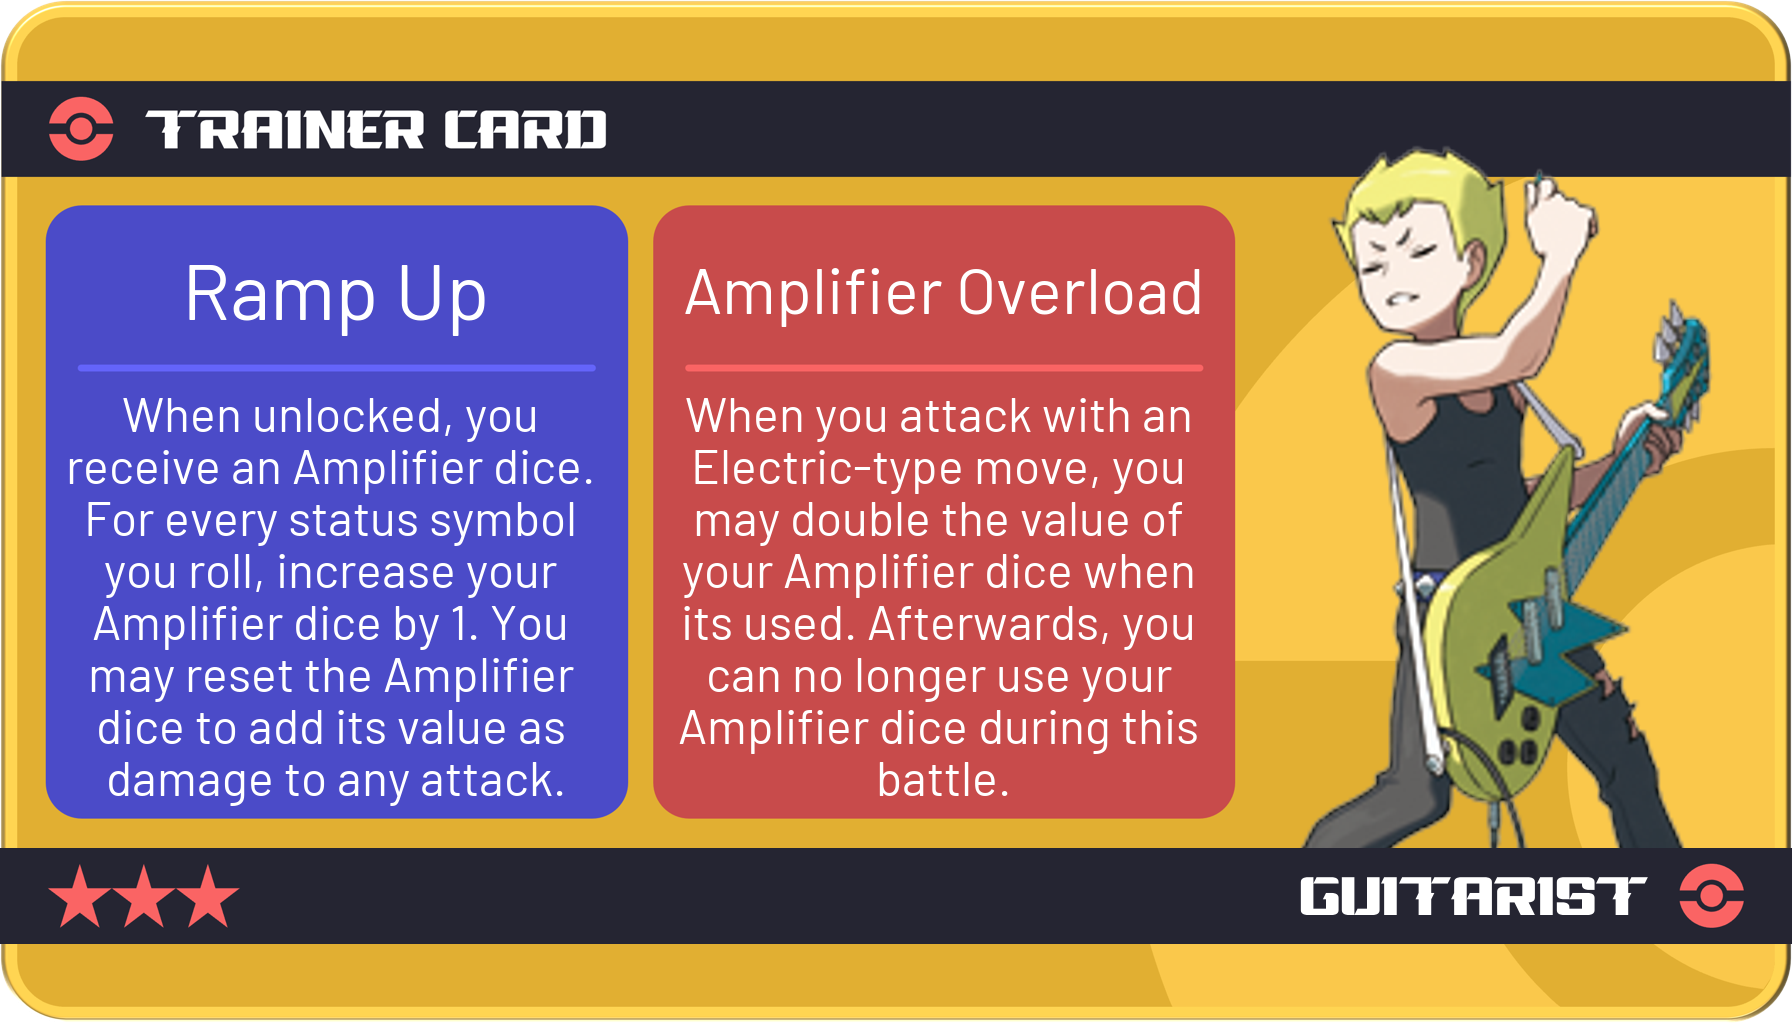 TRAINER CARD
Ramp Up
When unlocked, you
receive an Amplifier dice.
For every status symbol
you roll, increase your
Amplifier dice by 1. You
may reset the Amplifier
dice to add its value as
damage to any attack.
Amplifier Overload
When you attack with an
Electric-type move, you
may double the value of
your Amplifier dice when
its used. Afterwards, you
can no longer use your
Amplifier dice during this
battle.
GUITARIST